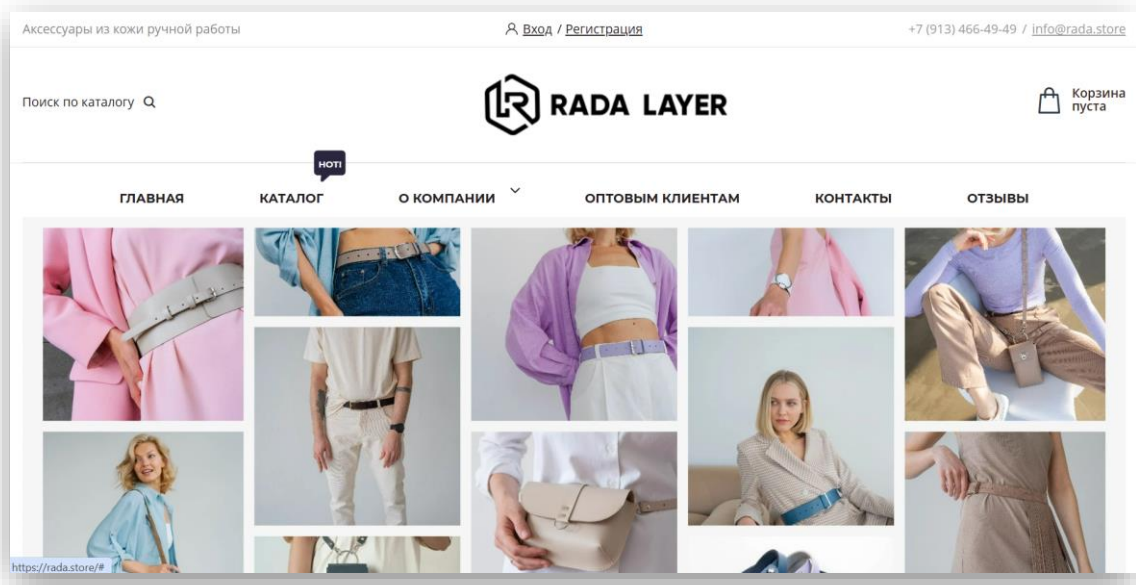 Аксессуары из кожи ручной работы
Вход / Регистрация
+7 (913) 466-49-49 / info@rada.store
Поиск по каталогу
LR RADA LAYER
Корзина
пуста
HOT!
ГЛАВНАЯ
КАТАЛОГ
О КОМПАНИИ
ОПТОВЫМ КЛИЕНТАМ
КОНТАКТЫ
ОТЗЫВЫ
https://rada.store/#